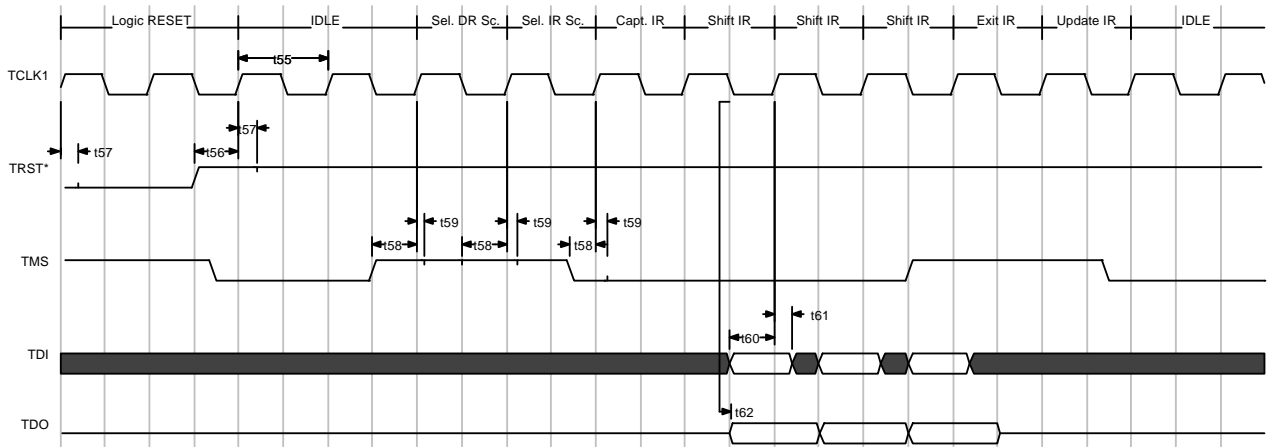 Logic RESET IDLE Sel. DR Sc. Sel. IR Sc. Capt. IR Shift IR Shift IR Shift IR Exit IR Update IR IDLE
t55
TCLK1
t57
t57 t56
TRST*
t59 t59 t59
t58 t58 t58
TMS
t61
t60
TDI
t62
TDO